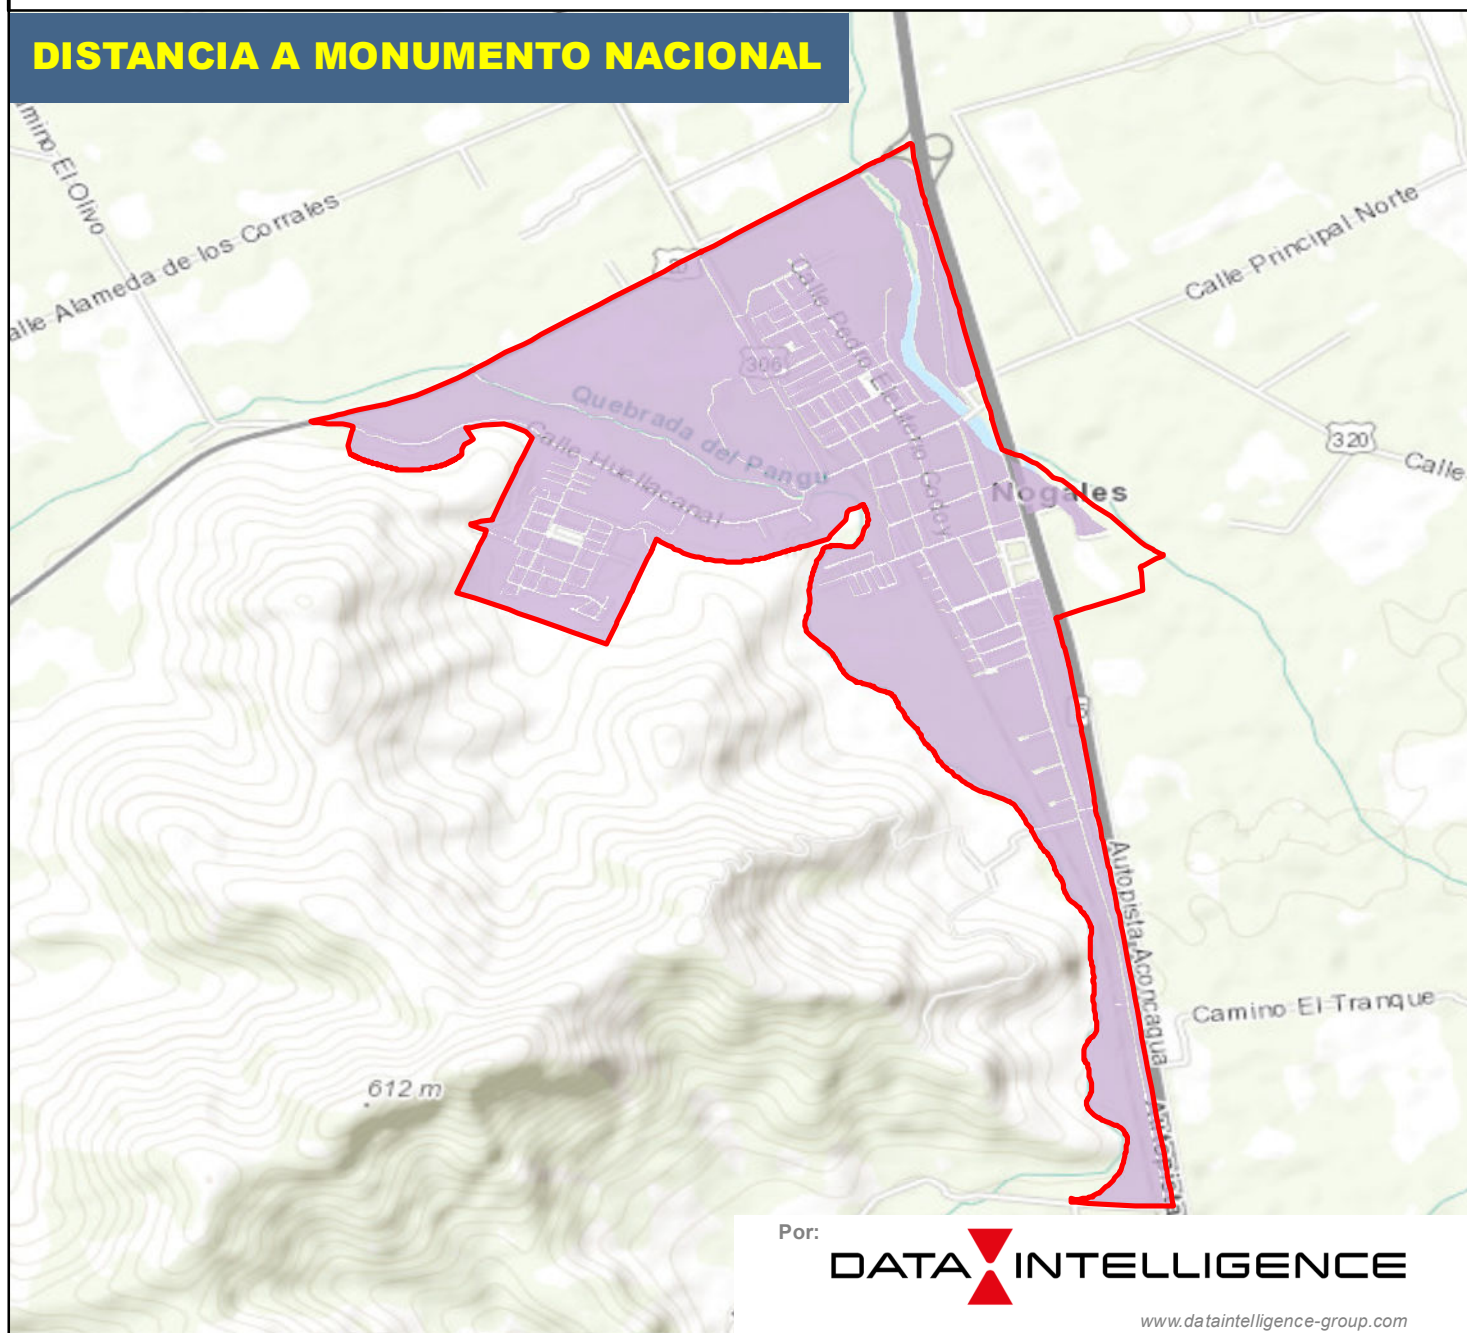 DISTANCIA A MONUMENTO NACIONAL
mino El Olivo
alle Alameda de los Corrales
Calle Principal Norte
Calle Pedro Eleuterio Godoy
306
Quebrada del Pangu
Calle Huellacanal
320
Calle
Nogales
Autopista Aconcagua
Camino El Tranque
612 m
Por:
DATA INTELLIGENCE
www.dataintelligence-group.com